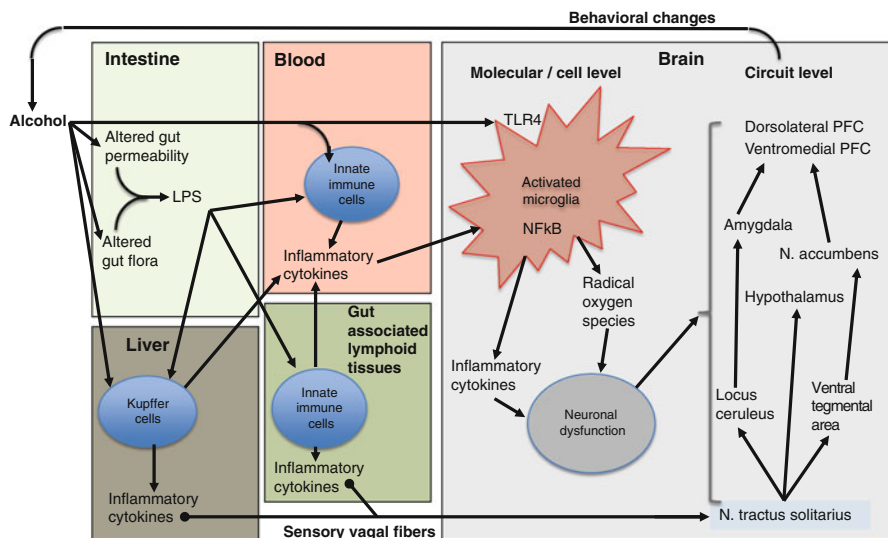 Behavioral changes
Intestine
Blood
Brain
Molecular / cell level
Circuit level
Alcohol
Altered gut
permeability
LPS
Altered
gut flora
Innate
immune
cells
Inflammatory
cytokines
TLR4
Activated
microglia
NFkB
Radical
oxygen
species
Inflammatory
cytokines
Neuronal
dysfunction
Dorsolateral PFC
Ventromedial PFC
Amygdala
N. accumbens
Hypothalamus
Locus
ceruleus
Ventral
tegmental
area
N. tractus solitarius
Liver
Kupffer
cells
Inflammatory
cytokines
Gut
associated
lymphoid
tissues
Innate
immune
cells
Inflammatory
cytokines
Sensory vagal fibers